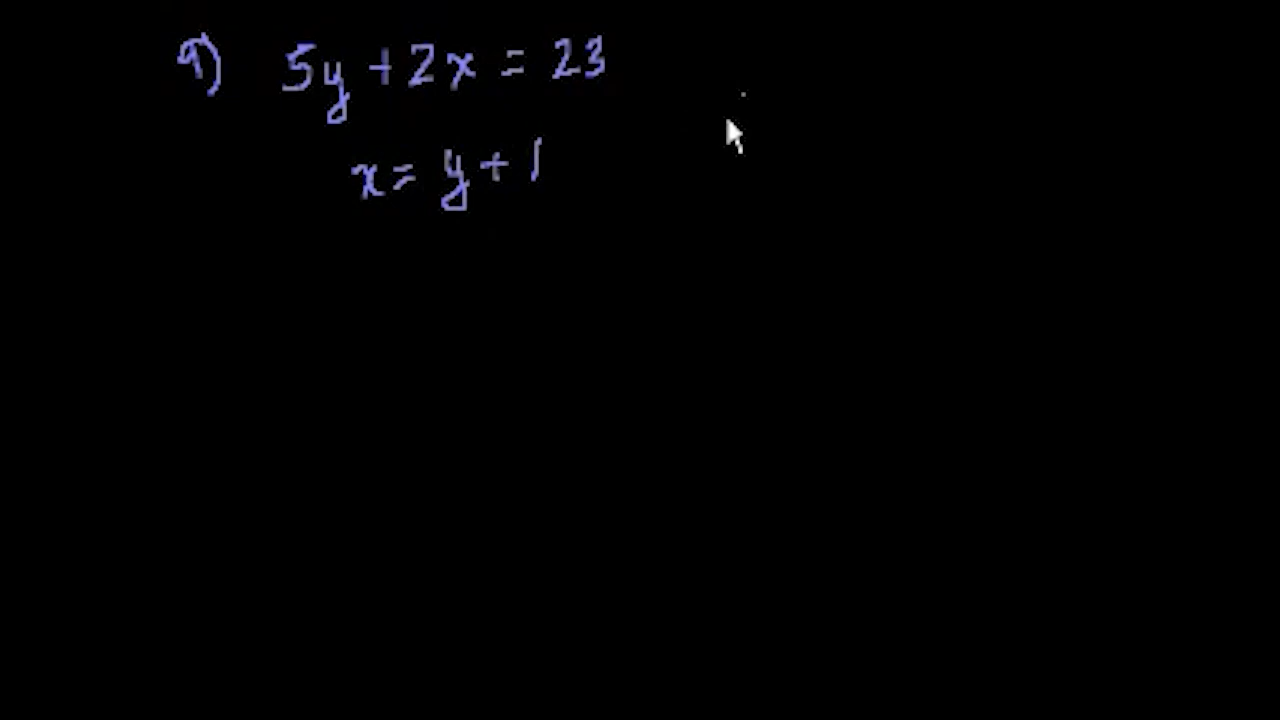 9) 5y + 2x = 23
x = y + 1